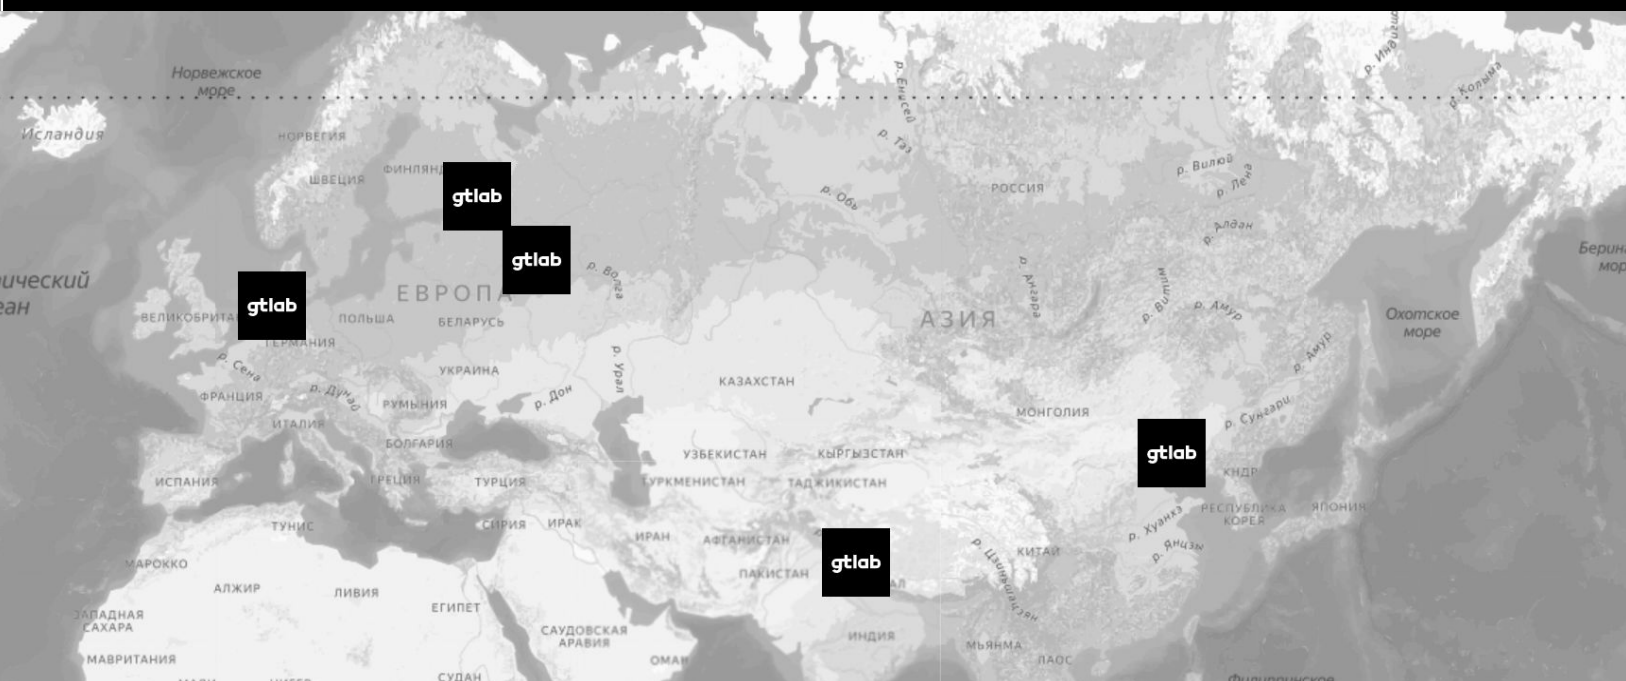 Норвежское
море
Исландия
НОРВЕГИЯ
ШВЕЦИЯ
ФИНЛЯНД
р. Енисей
р. Таз
р. Обь
РОССИЯ
р. Вилюй
р. Лена
р. Алдан
р. Колыма
gtlab
gtlab
gtlab
ический
еан
ЕВРОПА
р. Волга
АЗИЯ
р. Ангара
р. Амур
р. Амур
Охотское
море
Берин
мор
ВЕЛИКОБРИТА
ПОЛЬША
БЕЛАРУСЬ
ГЕРМАНИЯ
р. Сена
ФРАНЦИЯ
р. Дунай
УКРАИНА
р. Дон
р. Урал
КАЗАХСТАН
РУМЫНИЯ
МОНГОЛИЯ
р. Сунгари
ИТАЛИЯ
БОЛГАРИЯ
УЗБЕКИСТАН
КЫРГЫЗСТАН
gtlab
КНДР
ИСПАНИЯ
ГРЕЦИЯ
ТУРЦИЯ
ТУРКМЕНИСТАН
ТАДЖИКИСТАН
РЕСПУБЛИКА
КОРЕЯ
ЯПОНИЯ
ТУНИС
СИРИЯ
ИРАК
ИРАН
АФГАНИСТАН
р. Хуанхэ
р. Янцзы
КИТАЙ
МАРОККО
gtlab
АЛ
ПАКИСТАН
АЛЖИР
ЛИВИЯ
ЕГИПЕТ
ЗАПАДНАЯ
САХАРА
САУДОВСКАЯ
АРАВИЯ
ИНДИЯ
МЬЯНМА
ЛАОС
МАВРИТАНИЯ
ОМАН
СУДАН
Филиппинское